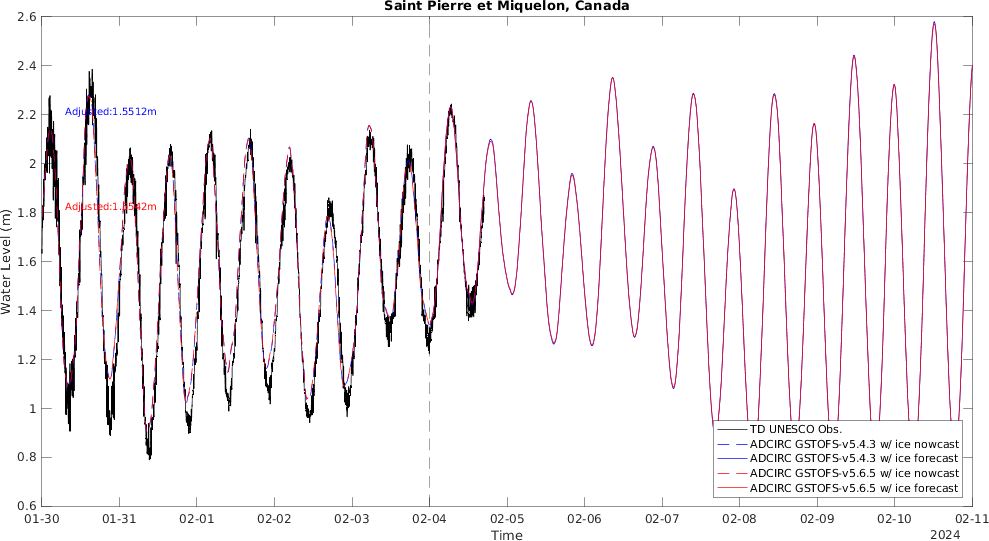 Saint Pierre et Miquelon, Canada
2.6
2.4
2.2
2
1.8
1.6
1.4
1.2
1
0.8
0.6
Water Level (m)
Adjusted:1.5512m
TD UNESCO Obs.
ADCIRC GSTOFS-v5.4.3 w/ ice nowcast
ADCIRC GSTOFS-v5.4.3 w/ ice forecast
ADCIRC GSTOFS-v5.6.5 w/ ice nowcast
ADCIRC GSTOFS-v5.6.5 w/ ice forecast
01-30 01-31 02-01 02-02 02-03 02-04 02-05 02-06 02-07 02-08 02-09 02-10 02-11
Time
2024